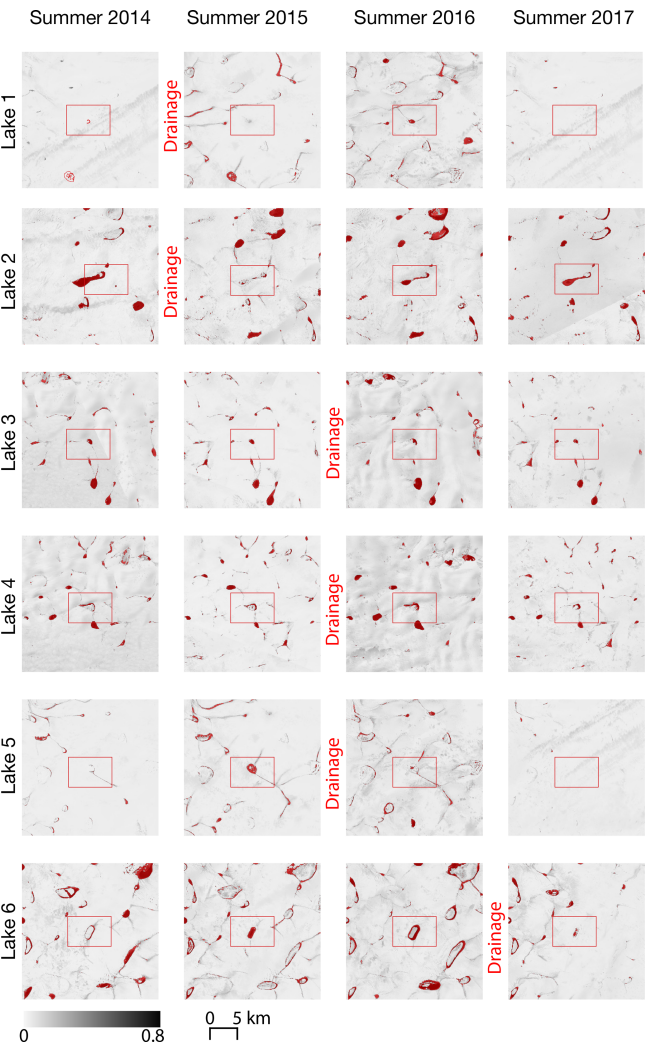 Summer 2014 Summer 2015 Summer 2016 Summer 2017
Lake 1
Drainage
Lake 2
Drainage
Lake 3
Drainage
Lake 4
Drainage
Lake 5
Drainage
Lake 6
Drainage
0 0.8
0 5 km